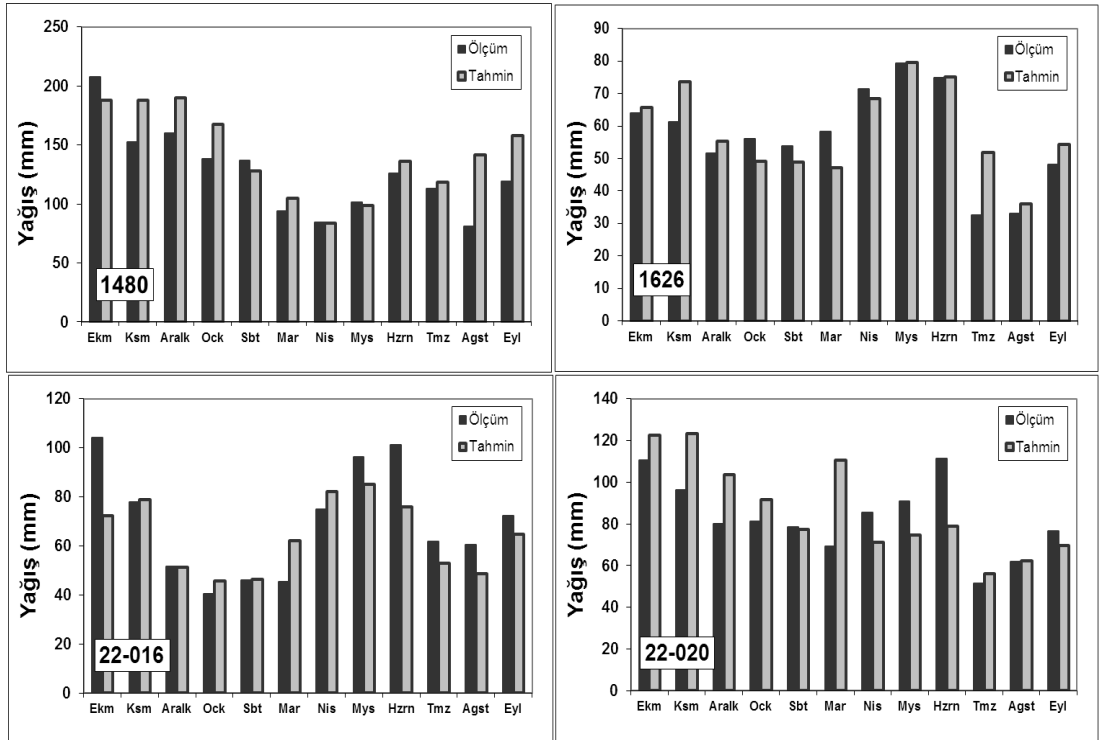 250
200
150
100
50
0
Yağış (mm)
Ölçüm
Tahmin
1480
Ekm Ksm Aralk Ock Sbt Mar Nis Mys Hzrn Tmz Agst Eyl
90
80
70
60
50
40
30
20
10
0
Yağış (mm)
Ölçüm
Tahmin
1626
Ekm Ksm Aralk Ock Sbt Mar Nis Mys Hzrn Tmz Agst Eyl
120
100
80
60
40
20
0
Yağış (mm)
Ölçüm
Tahmin
22-016
Ekm Ksm Aralk Ock Sbt Mar Nis Mys Hzrn Tmz Agst Eyl
140
120
100
80
60
40
20
0
Yağış (mm)
Ölçüm
Tahmin
22-020
Ekm Ksm Aralk Ock Sbt Mar Nis Mys Hzrn Tmz Agst Eyl